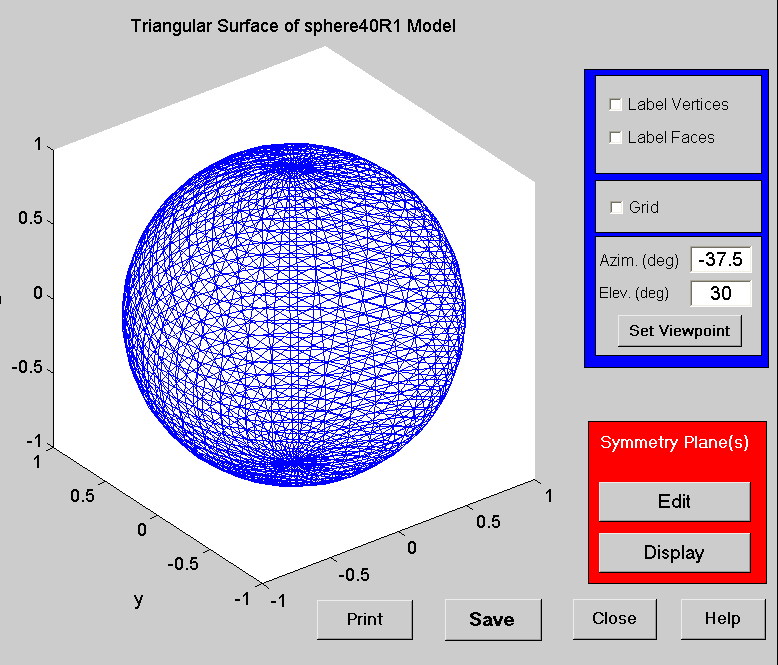 Triangular Surface of sphere40R1 Model
Label Vertices
Label Faces
Grid
Azim. (deg) -37.5
Elev. (deg) 30
Set Viewpoint
1
0.5
0
-0.5
-1
1
0.5
0
-0.5
-1
y
-1
-0.5
0
0.5
1
Symmetry Plane(s)
Edit
Display
Print Save Close Help